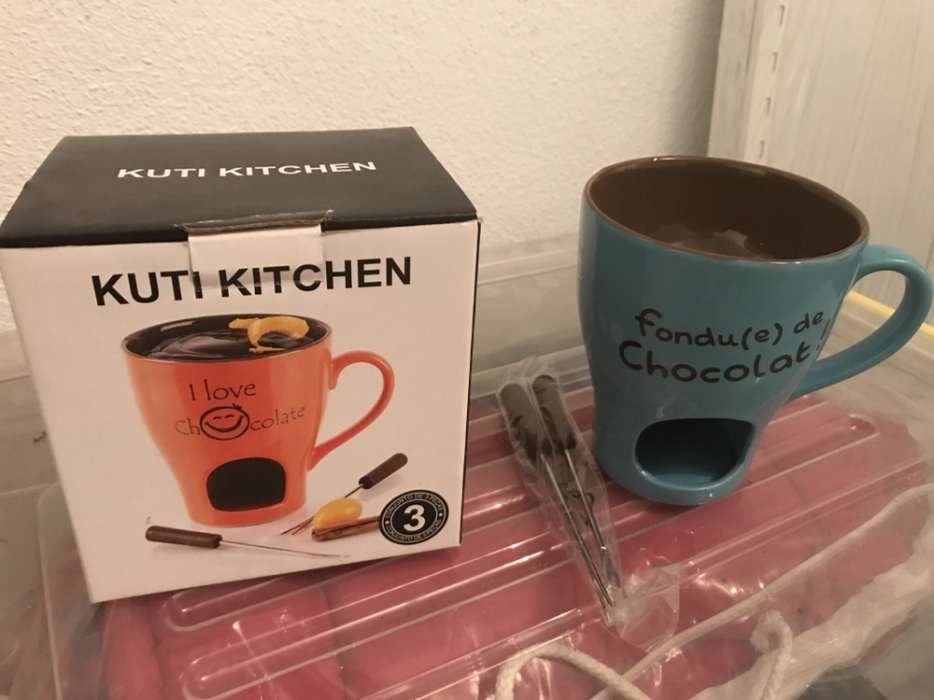 KUTI KITCHEN
KUTI KITCHEN
I love
Chocolate
3
fondu(e) de
Chocolat!